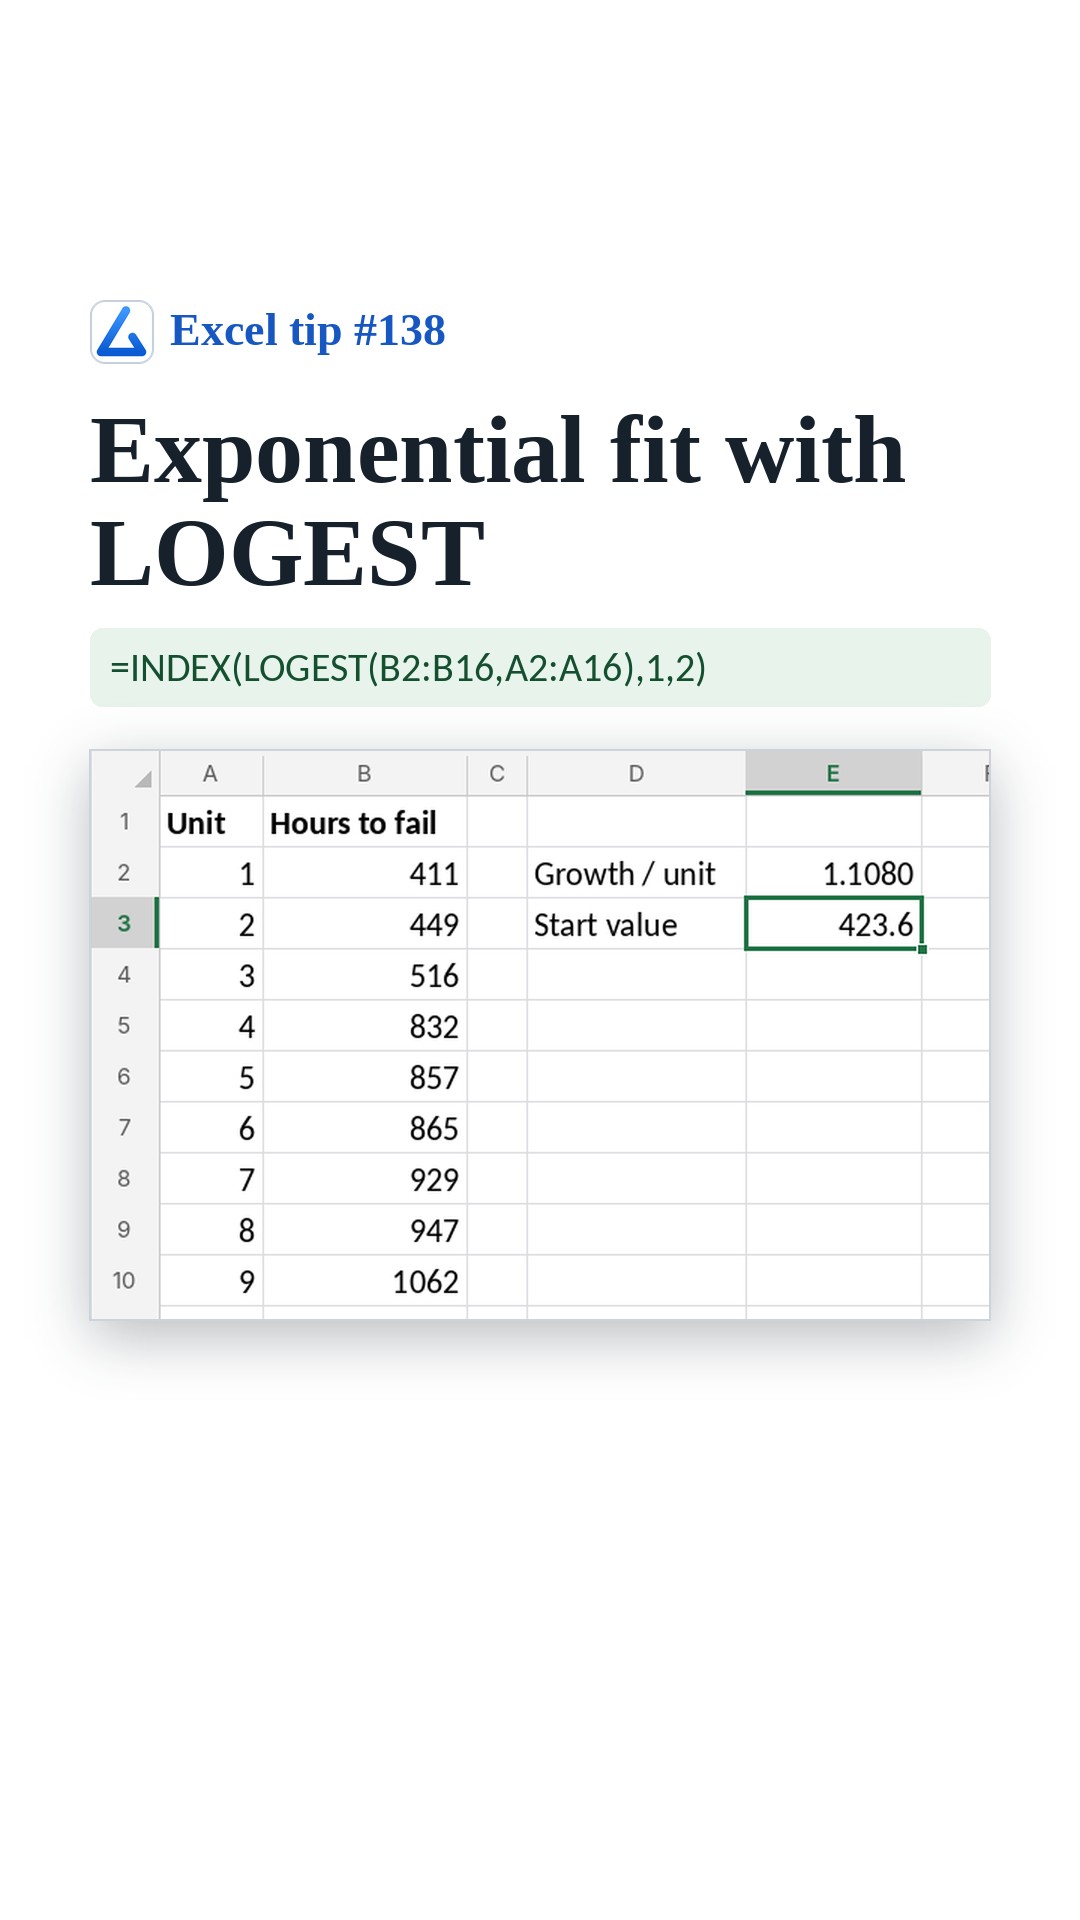 Excel tip #138
Exponential fit with
LOGEST
=INDEX(LOGEST(B2:B16,A2:A16),1,2)
A B C D E
1 Unit Hours to fail
2 1 411 Growth / unit 1.1080
3 2 449 Start value 423.6
4 3 516
5 4 832
6 5 857
7 6 865
8 7 929
9 8 947
10 9 1062